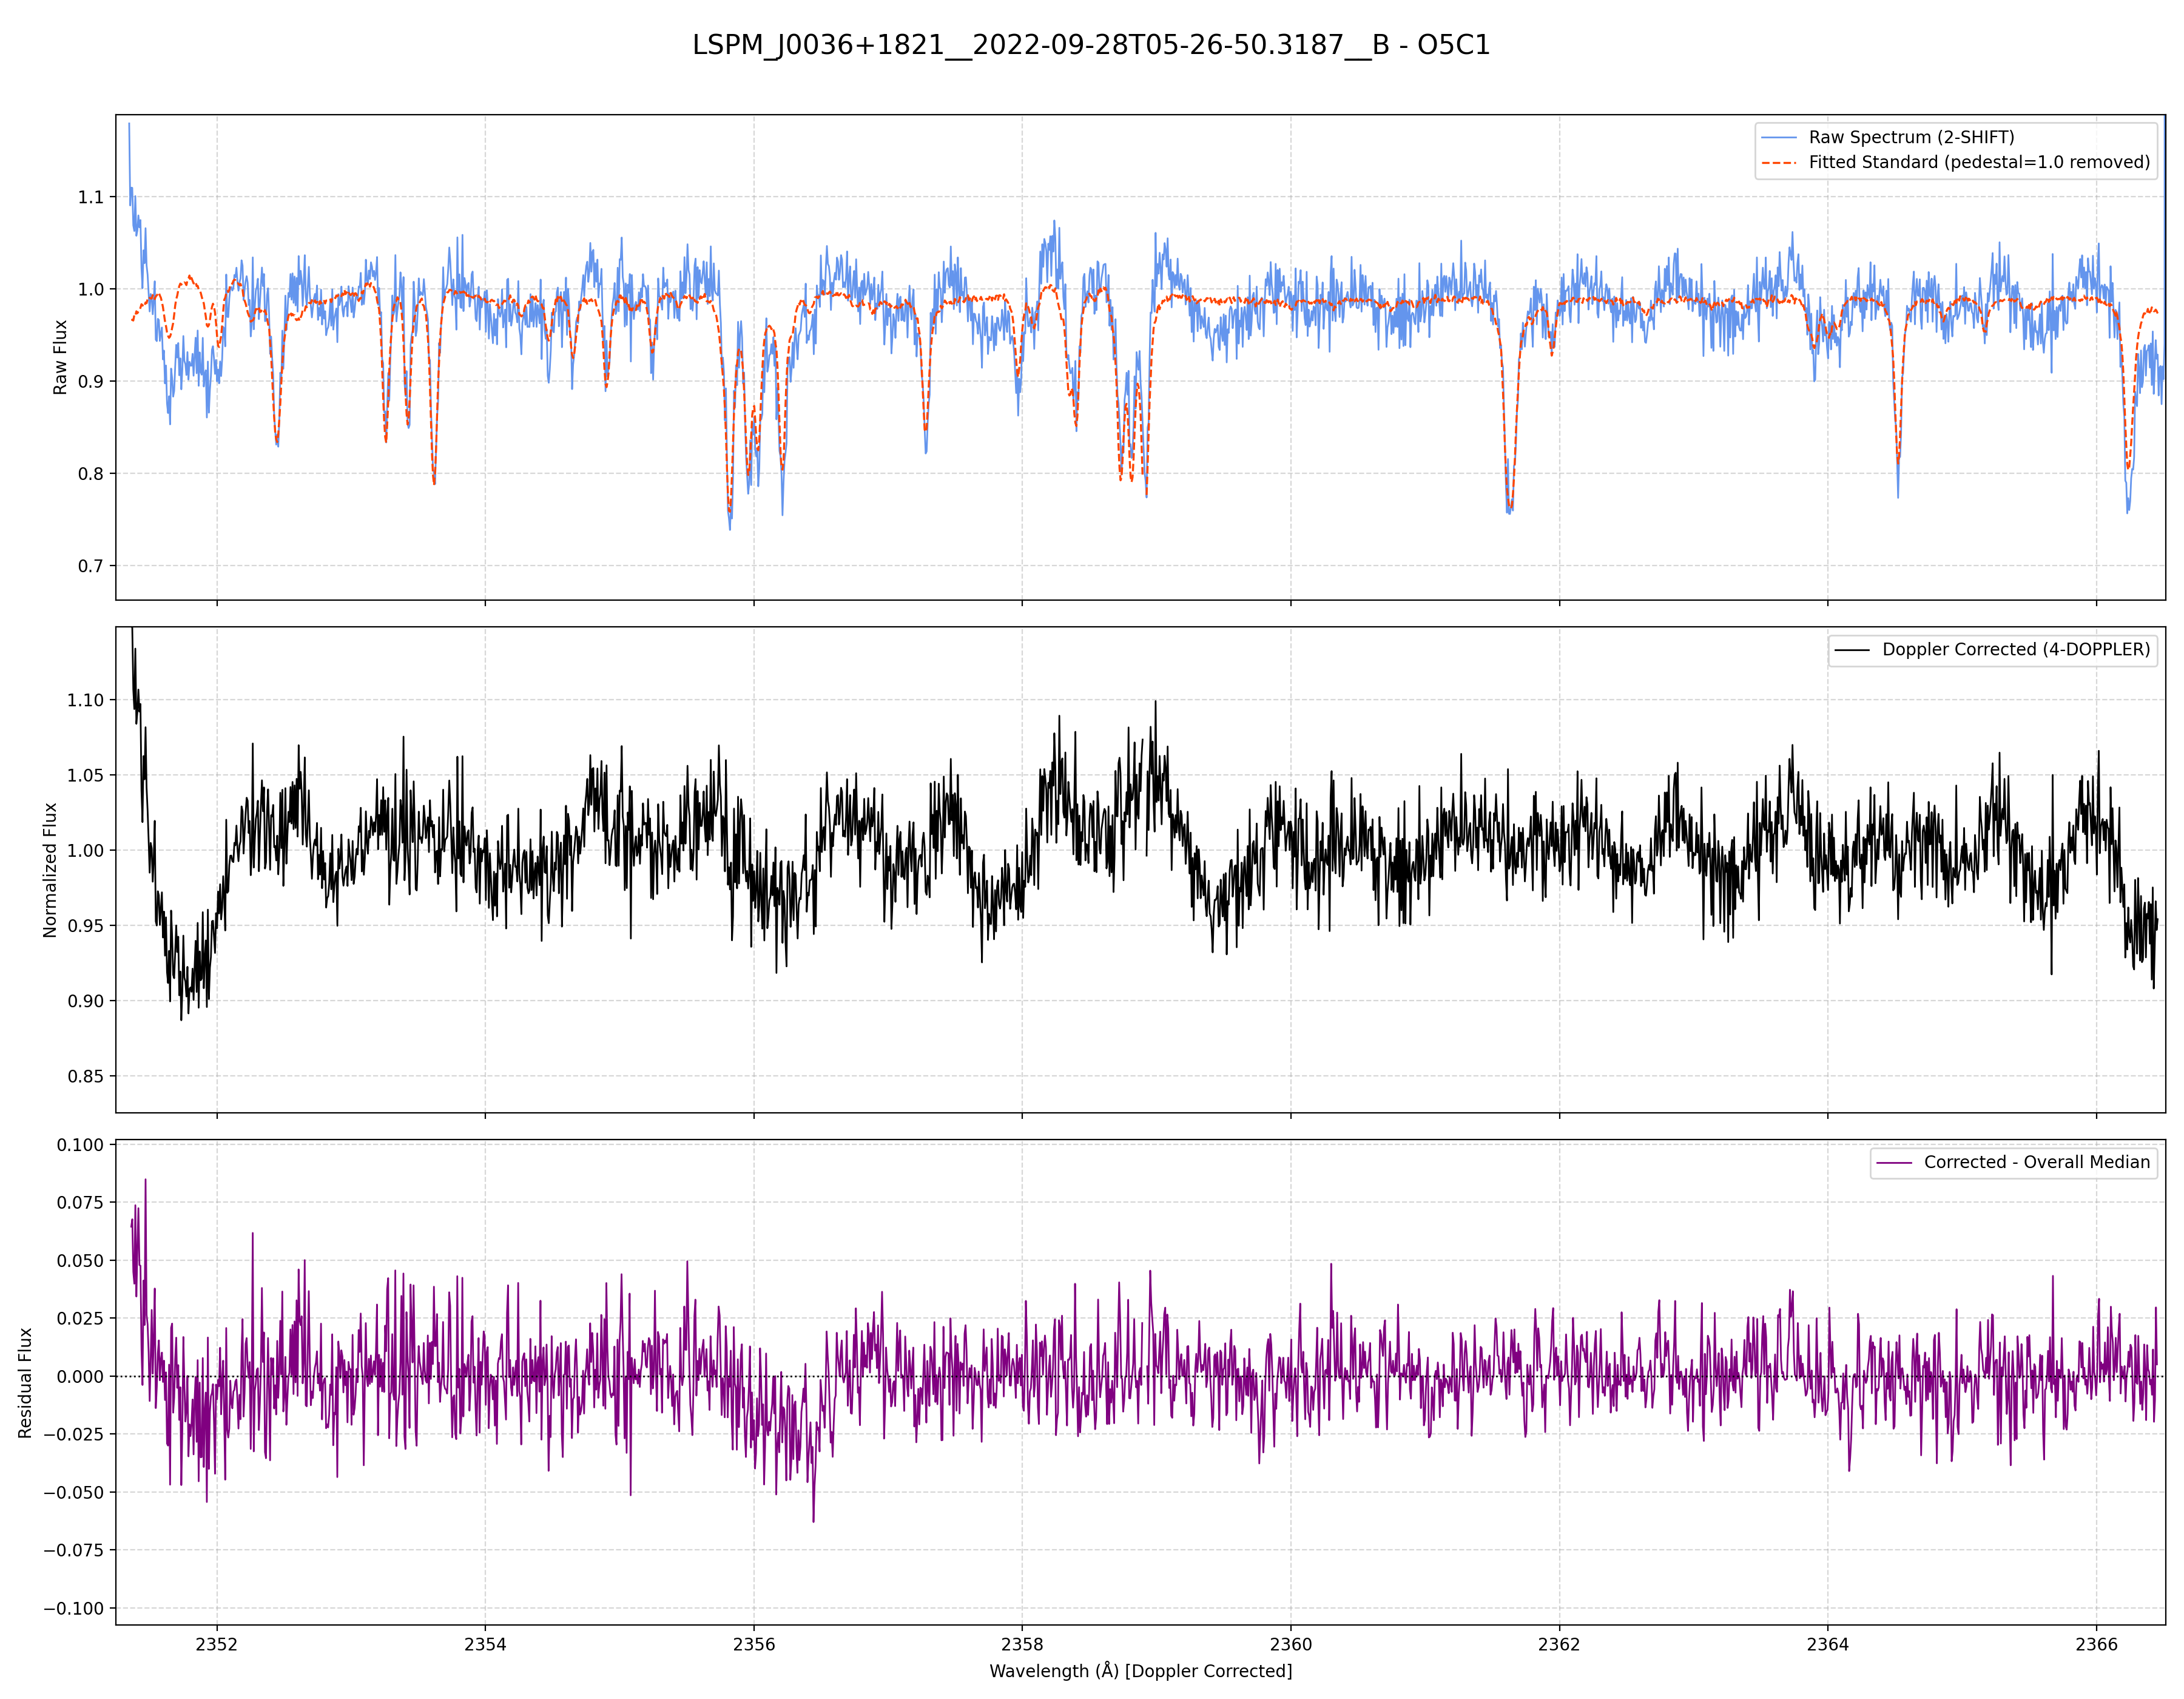 LSPM_J0036+1821__2022-09-28T05-26-50.3187__B - O5C1
Raw Spectrum (2-SHIFT)
Fitted Standard (pedestal=1.0 removed)
Raw Flux
1.1
1.0
0.9
0.8
0.7
Doppler Corrected (4-DOPPLER)
Normalized Flux
1.10
1.05
1.00
0.95
0.90
0.85
Corrected - Overall Median
Residual Flux
0.100
0.075
0.050
0.025
0.000
−0.025
−0.050
−0.075
−0.100
2352 2354 2356 2358 2360 2362 2364 2366
Wavelength (Å) [Doppler Corrected]